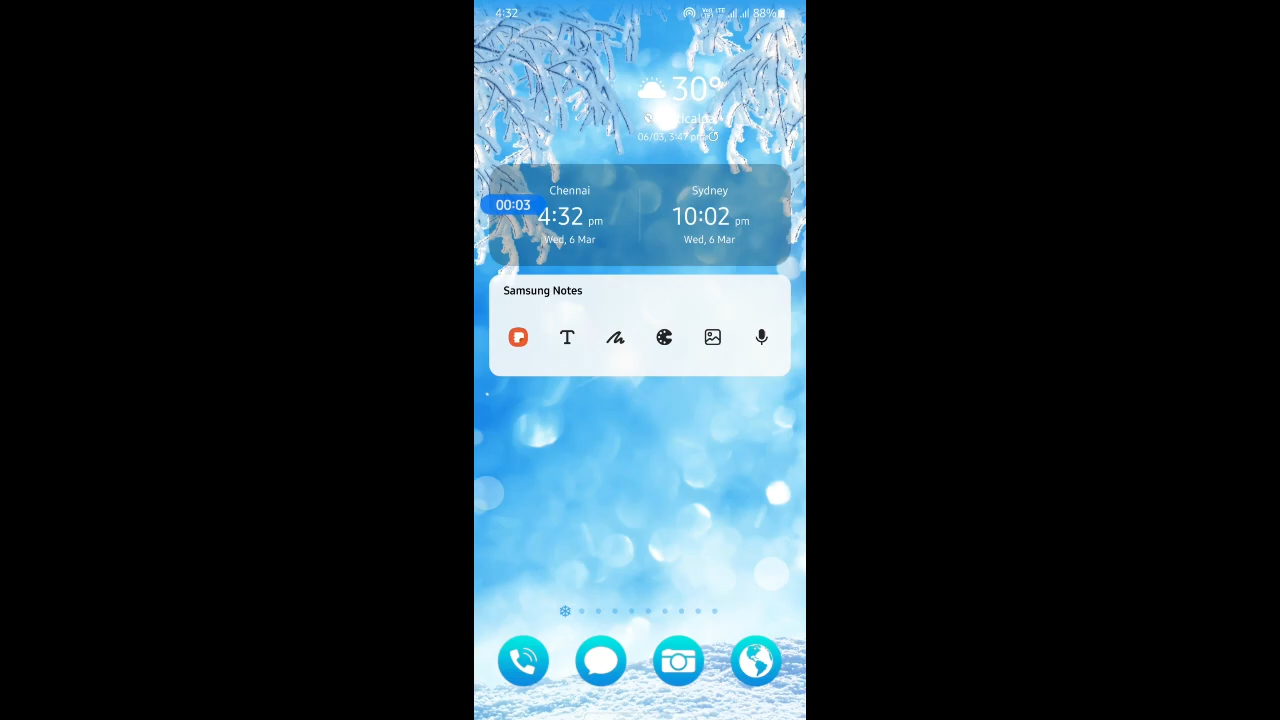 4:32
88%
30°
06/03, 3:47 pm
Chennai
Sydney
00:03
4:32 pm
10:02 pm
Wed, 6 Mar
Wed, 6 Mar
Samsung Notes